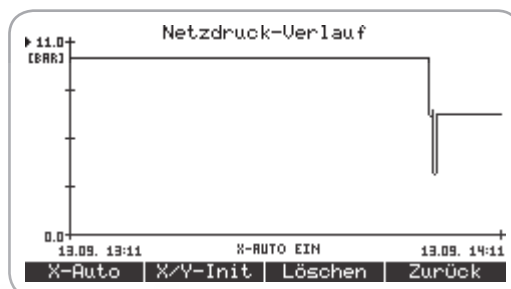 Netzdruck-Verlauf
11.0
[BAR]
0.0
13.09. 13:11 X-AUTO EIN 13.09. 14:11
X-Auto X/Y-Init Löschen Zurück